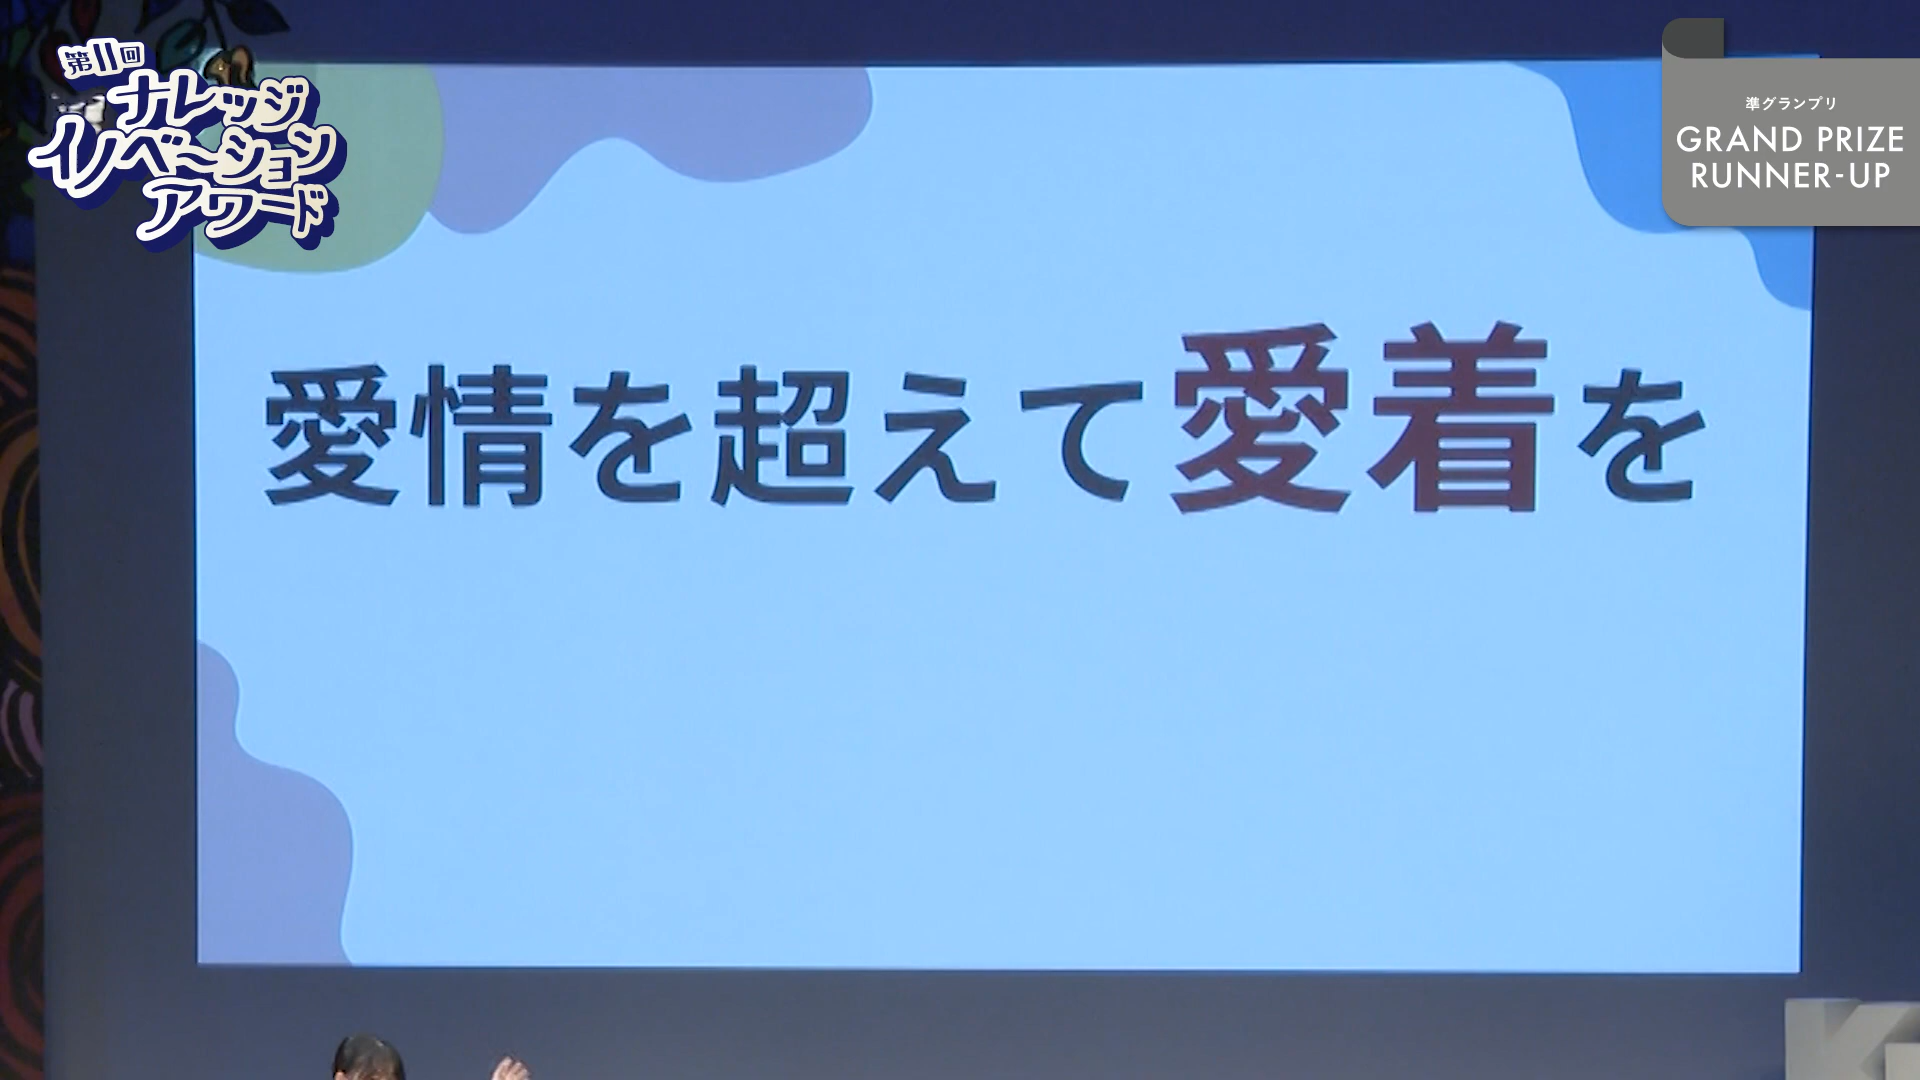 第11回
ナレッジ
イノベーション
アワード
準グランプリ
GRAND PRIZE
RUNNER-UP
愛情を超えて愛着を